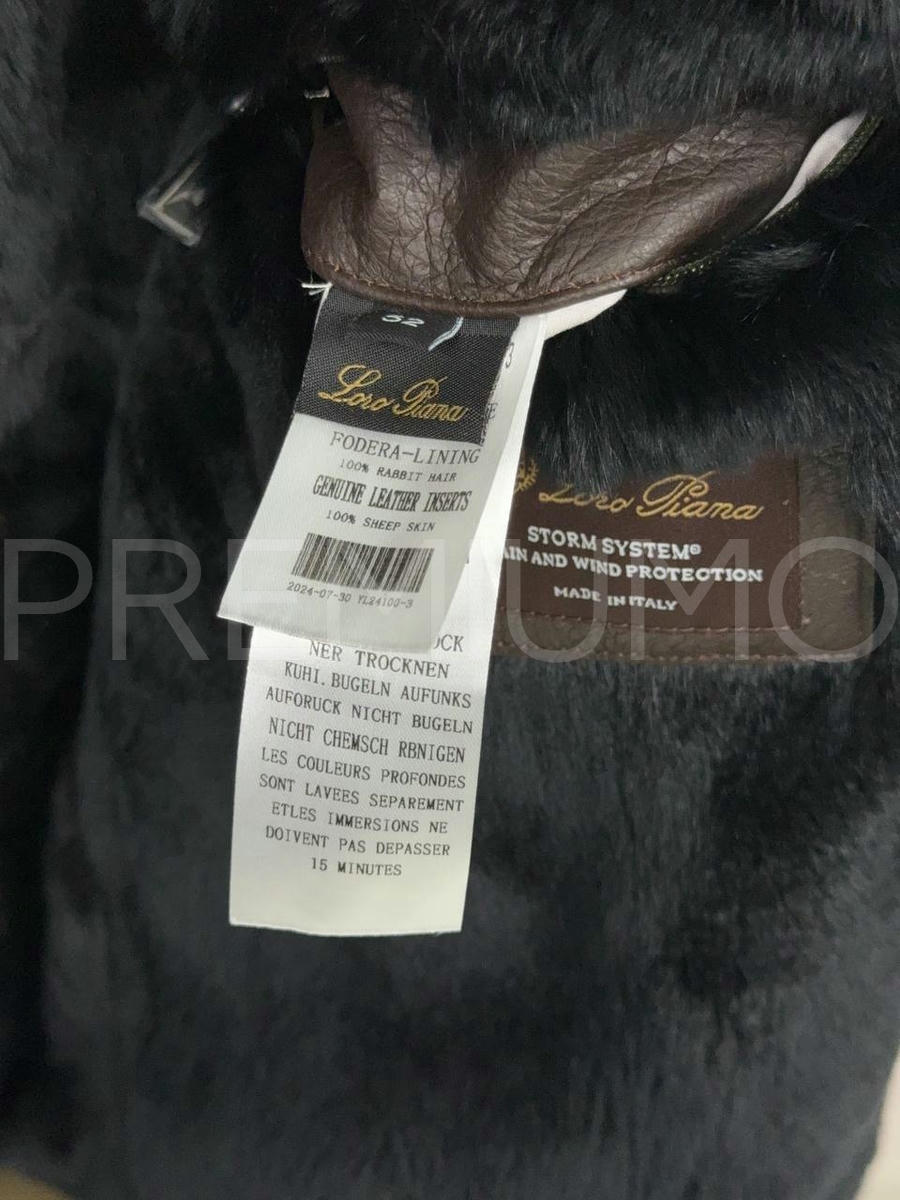 52
Loro Piana
FODERA-LINING
100% RABBIT HAIR
GENUINE LEATHER INSERTS
100% SHEEP SKIN
2024-07-30 YL24100-3
3
NER TROCKNEN
KUHI. BUGELN AUFUNKS
AUFORUCK NICHT BUGELN
NICHT CHEMSCH RBNIGEN
LES COULEURS PROFONDES
SONT LAVEES SEPAREMENT
ETLES IMMERSIONS NE
DOIVENT PAS DEPASSER
15 MINUTES
Loro Piana
STORM SYSTEM®
AND WIND PROTECTION
MADE IN ITALY
PREMIUMO